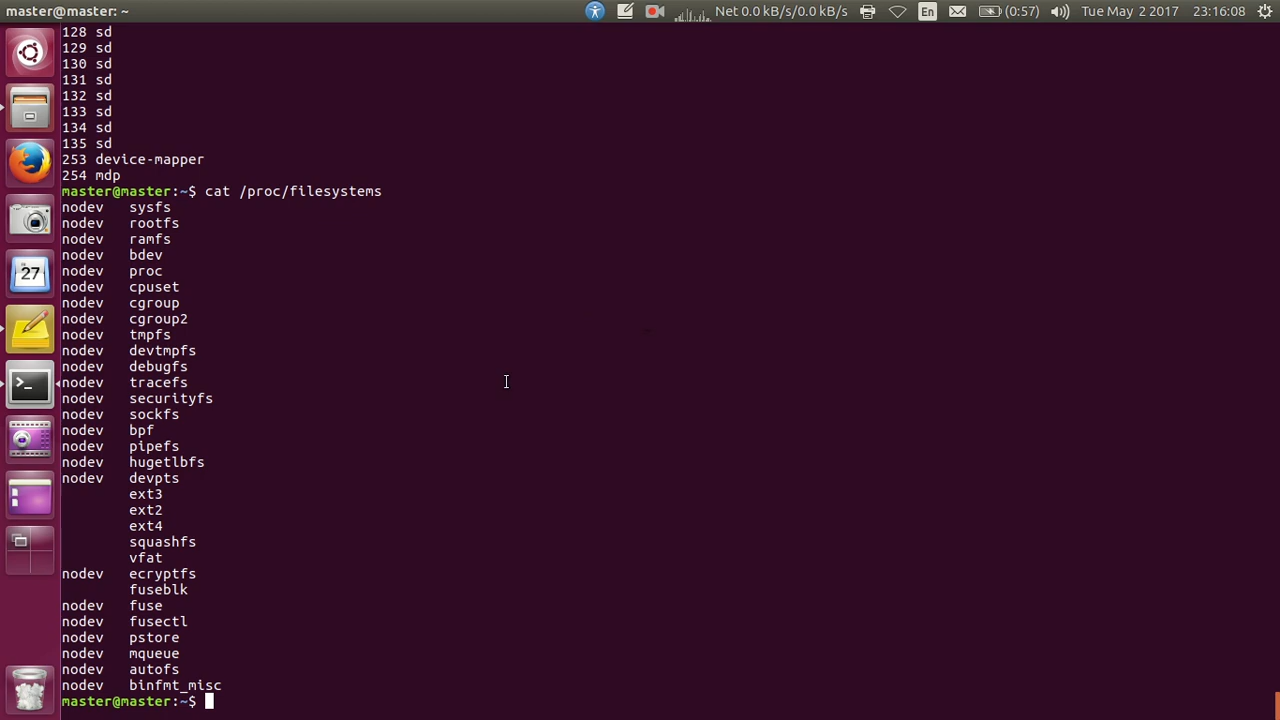 master@master: ~
Net 0.0 kB/s/0.0 kB/s
En
(0:57)
Tue May 2 2017
23:16:08
27
128 sd
129 sd
130 sd
131 sd
132 sd
133 sd
134 sd
135 sd
253 device-mapper
254 mdp
master@master:~$ cat /proc/filesystems
nodev sysfs
nodev rootfs
nodev ramfs
nodev bdev
nodev proc
nodev cpuset
nodev cgroup
nodev cgroup2
nodev tmpfs
nodev devtmpfs
nodev debugfs
nodev tracefs
nodev securityfs
nodev sockfs
nodev bpf
nodev pipefs
nodev hugetlbfs
nodev devpts
ext3
ext2
ext4
squashfs
vfat
nodev ecryptfs
fuseblk
nodev fuse
nodev fusectl
nodev pstore
nodev mqueue
nodev autofs
nodev binfmt_misc
master@master:~$